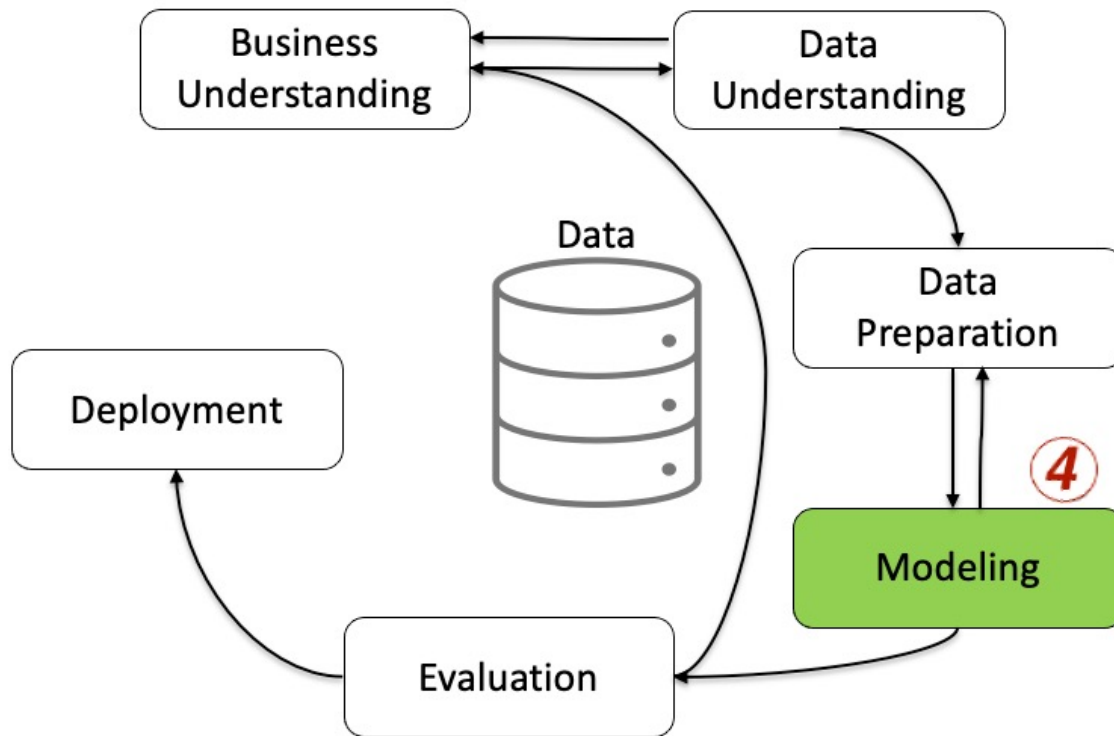 Business
Understanding
Data
Understanding
Data
Data
Preparation
Deployment
4
Modeling
Evaluation